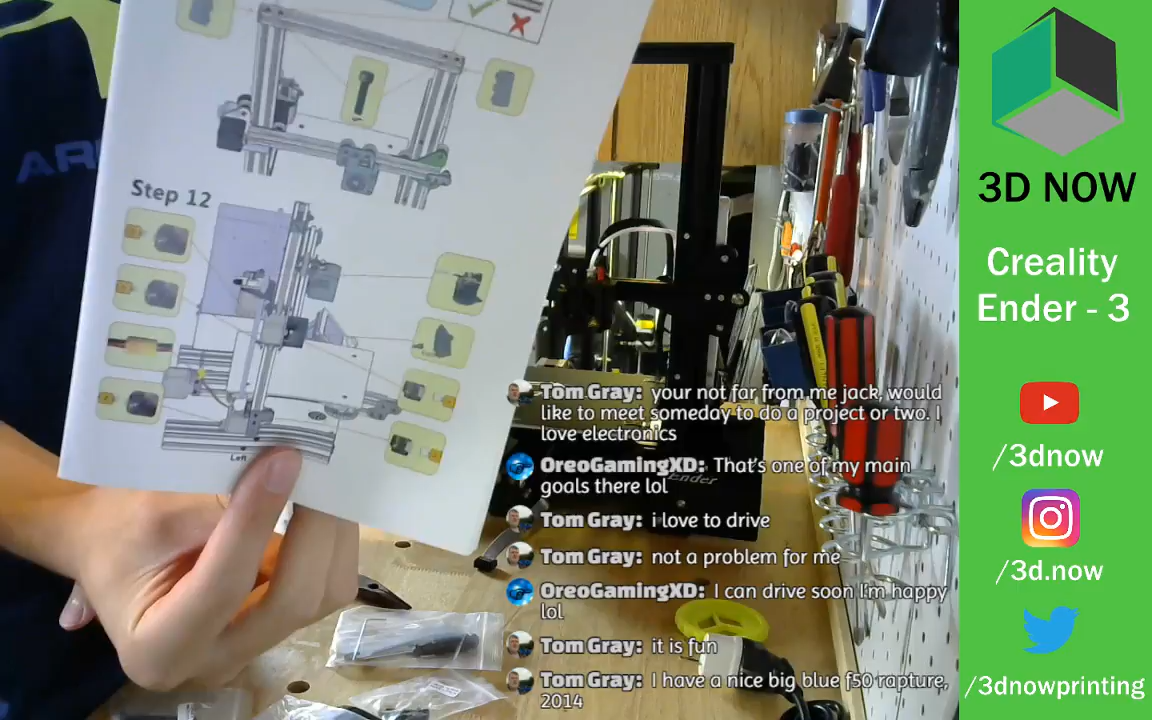 Step 12
Left
3D NOW
Creality
Ender - 3
/3dnow
/3d.now
/3dnowprinting
Tom Gray: your not far from me jack, would
like to meet someday to do a project or two. I
love electronics
OreoGamingXD: That's one of my main
goals there lol
Tom Gray: i love to drive
Tom Gray: not a problem for me
OreoGamingXD: I can drive soon I'm happy
lol
Tom Gray: it is fun
Tom Gray: I have a nice big blue f50 rapture,
2014